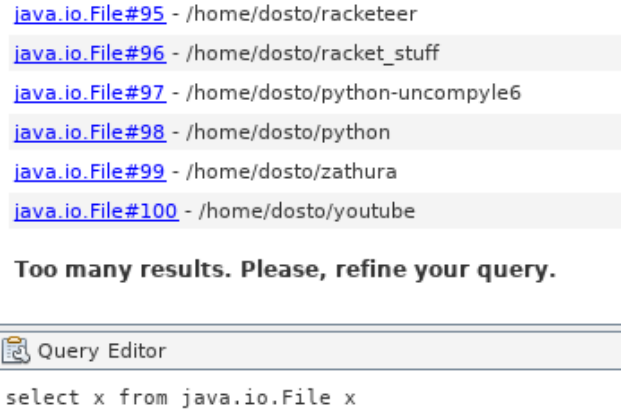 java.io.File#95 - /home/dosto/racketeer
java.io.File#96 - /home/dosto/racket_stuff
java.io.File#97 - /home/dosto/python-uncompyle6
java.io.File#98 - /home/dosto/python
java.io.File#99 - /home/dosto/zathura
java.io.File#100 - /home/dosto/youtube
Too many results. Please, refine your query.
Query Editor
select x from java.io.File x